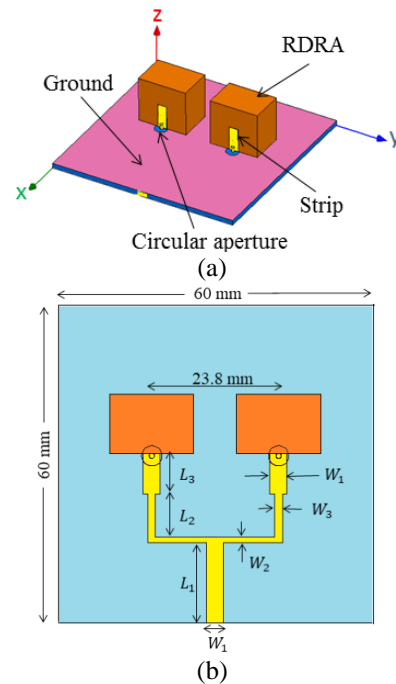 Z
RDRA
Ground
Y
X
Strip
Circular aperture
(a)
60 mm
23.8 mm
60 mm
L₃
W₁
L₂
W₃
W₂
L₁
W₁
(b)